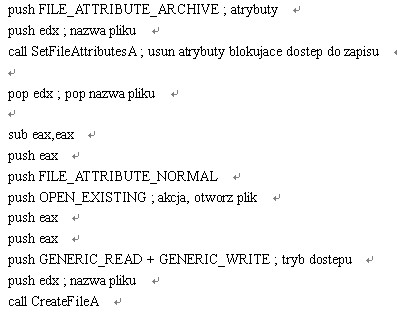 push FILE_ATTRIBUTE_ARCHIVE ; atrybuty
push edx ; nazwa pliku
call SetFileAttributesA ; usun atrybuty blokujace dostep do zapisu
pop edx ; pop nazwa pliku
sub eax,eax
push eax
push FILE_ATTRIBUTE_NORMAL
push OPEN_EXISTING ; akcja, otworz plik
push eax
push eax
push GENERIC_READ + GENERIC_WRITE ; tryb dostepu
push edx ; nazwa pliku
call CreateFileA